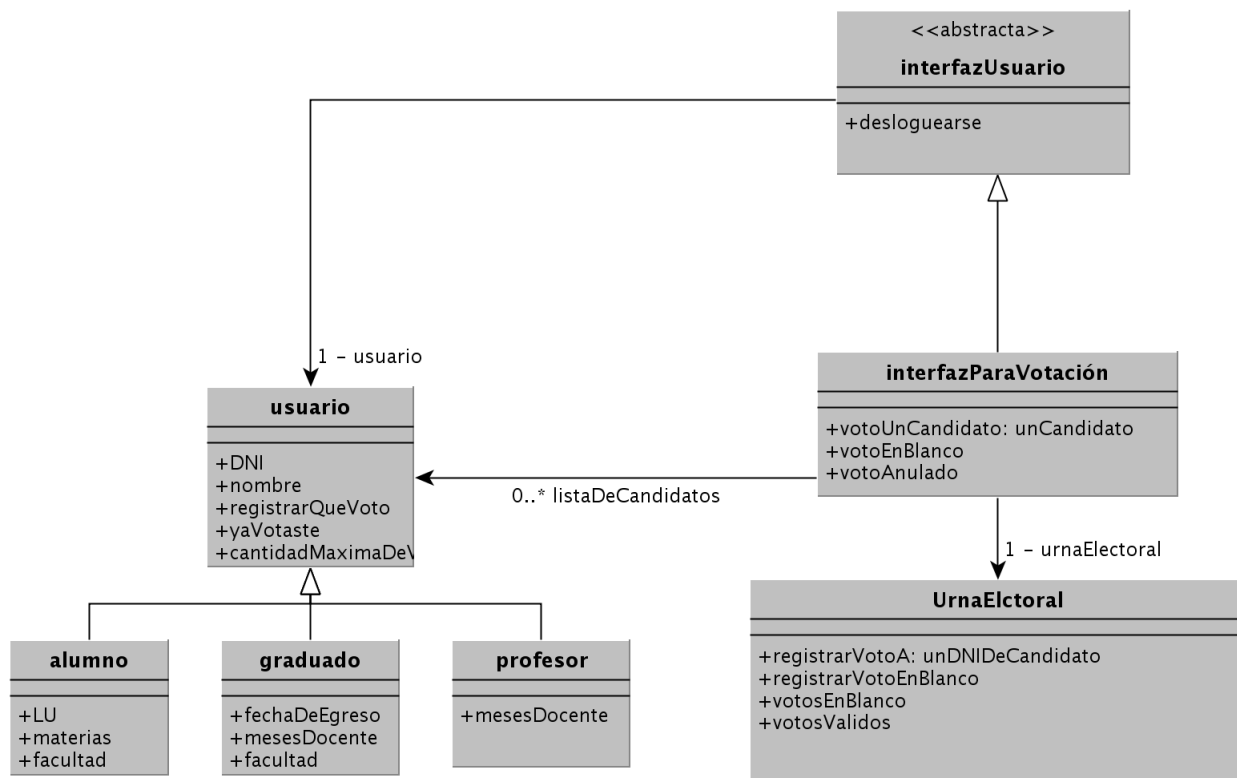 <<abstracta>>
interfazUsuario
+desloguearse
1 - usuario
usuario
+DNI
+nombre
+registrarQueVoto
+yaVotaste
+cantidadMaximaDeV
interfazParaVotación
+votoUnCandidato: unCandidato
+votoEnBlanco
+votoAnulado
0..* listaDeCandidatos
1 - urnaElectoral
alumno
+LU
+materias
+facultad
graduado
+fechaDeEgreso
+mesesDocente
+facultad
profesor
+mesesDocente
UrnaElctoral
+registrarVotoA: unDNIDeCandidato
+registrarVotoEnBlanco
+votosEnBlanco
+votosValidos